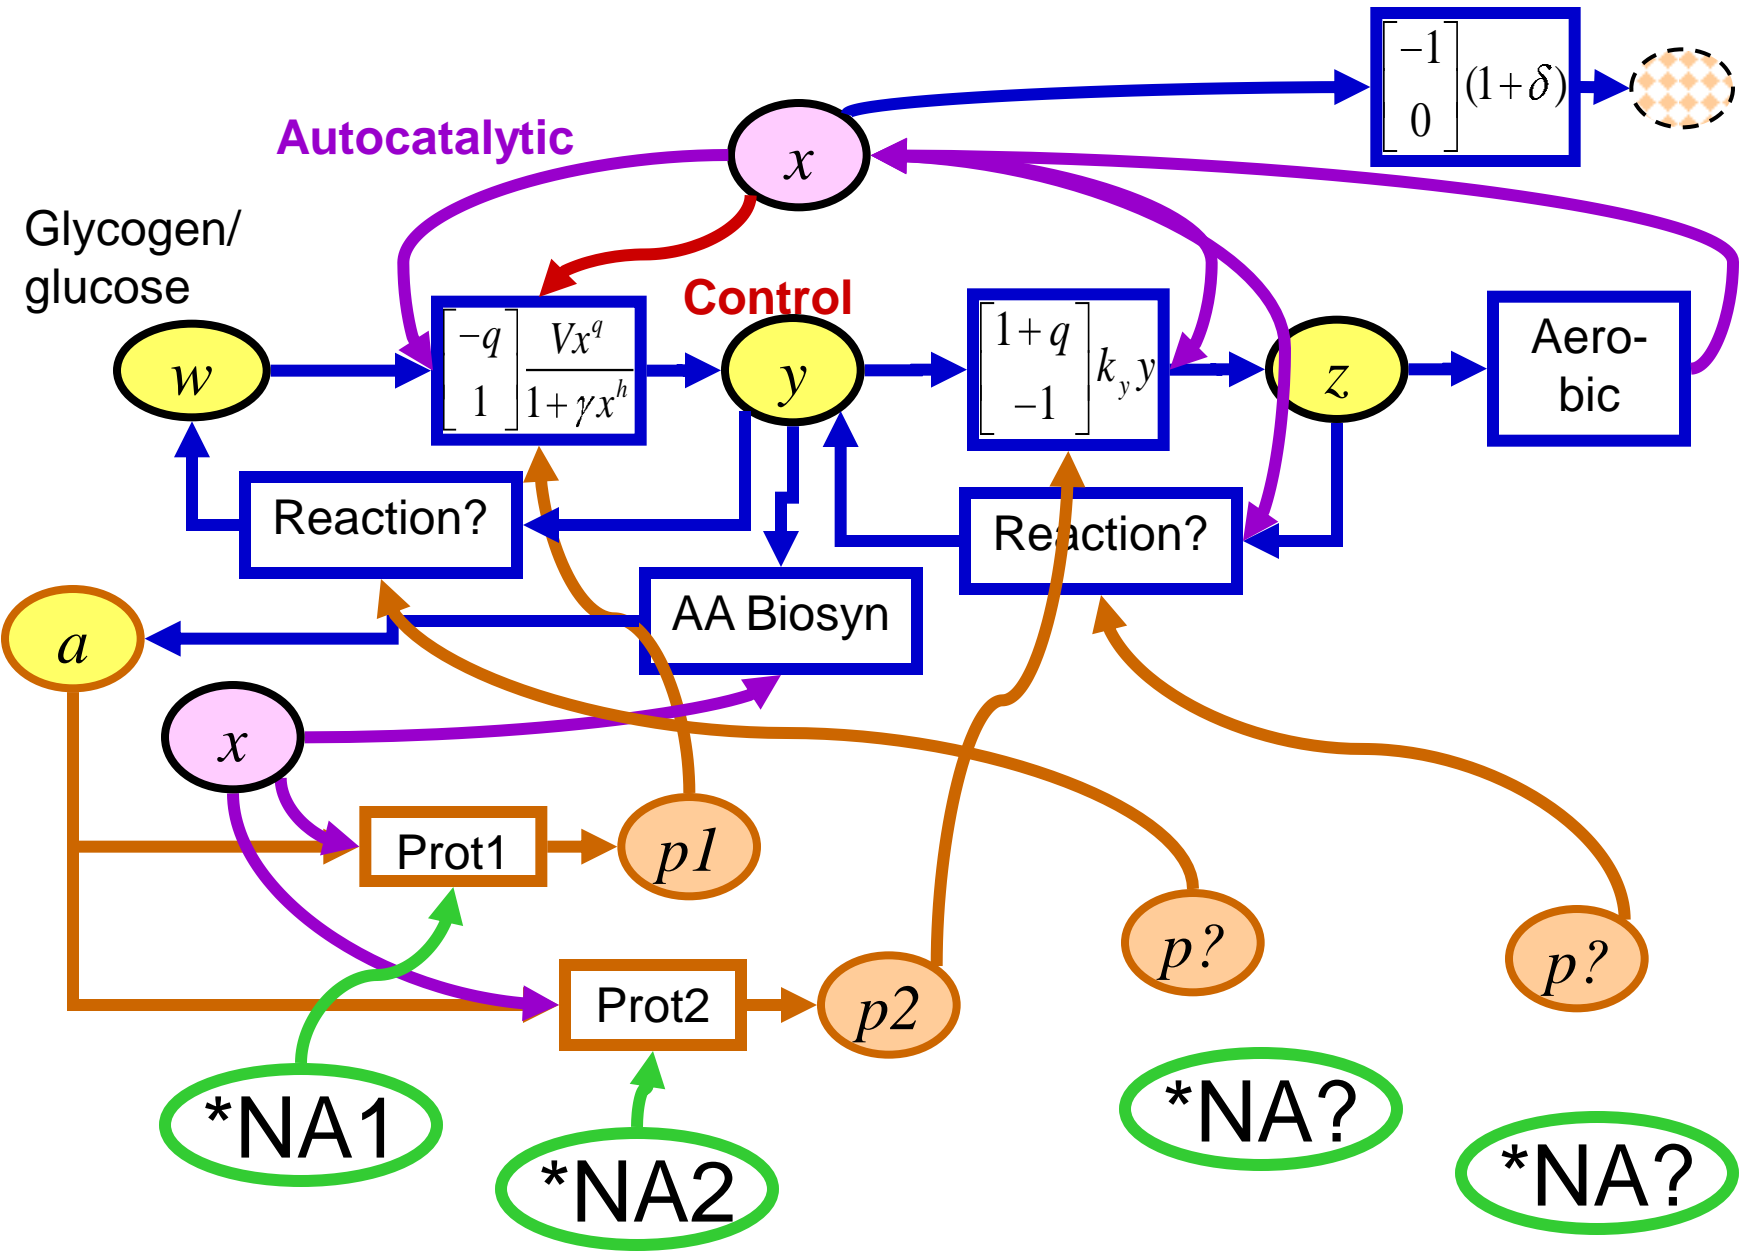 [−1 0] (1+δ)
Autocatalytic
x
Glycogen/
glucose
Control
w
[−q 1] Vx^q / 1+γx^h
y
[1+q −1] k_y y
z
Aero-
bic
Reaction?
Reaction?
AA Biosyn
a
x
Prot1
p1
p?
p?
Prot2
p2
*NA1
*NA2
*NA?
*NA?